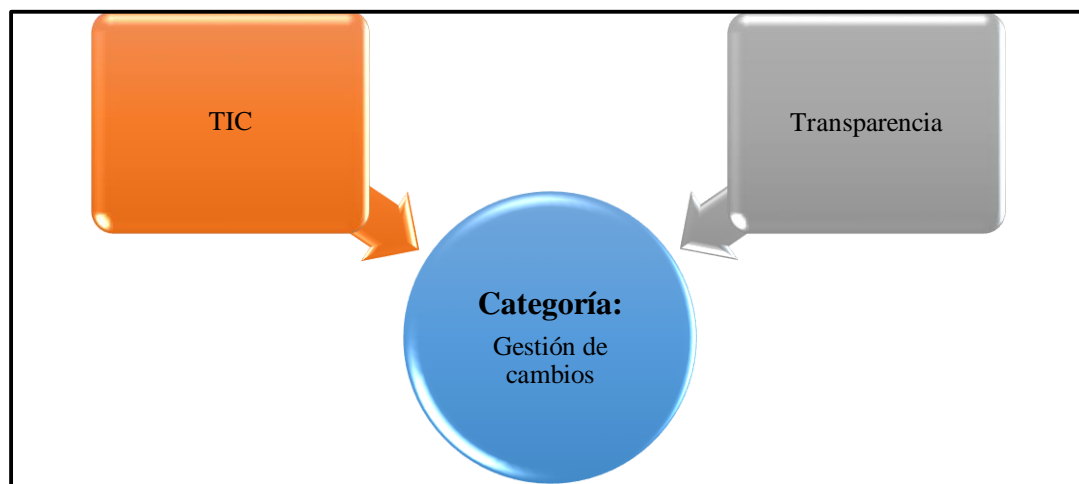 TIC
Transparencia
Categoría:
Gestión de
cambios